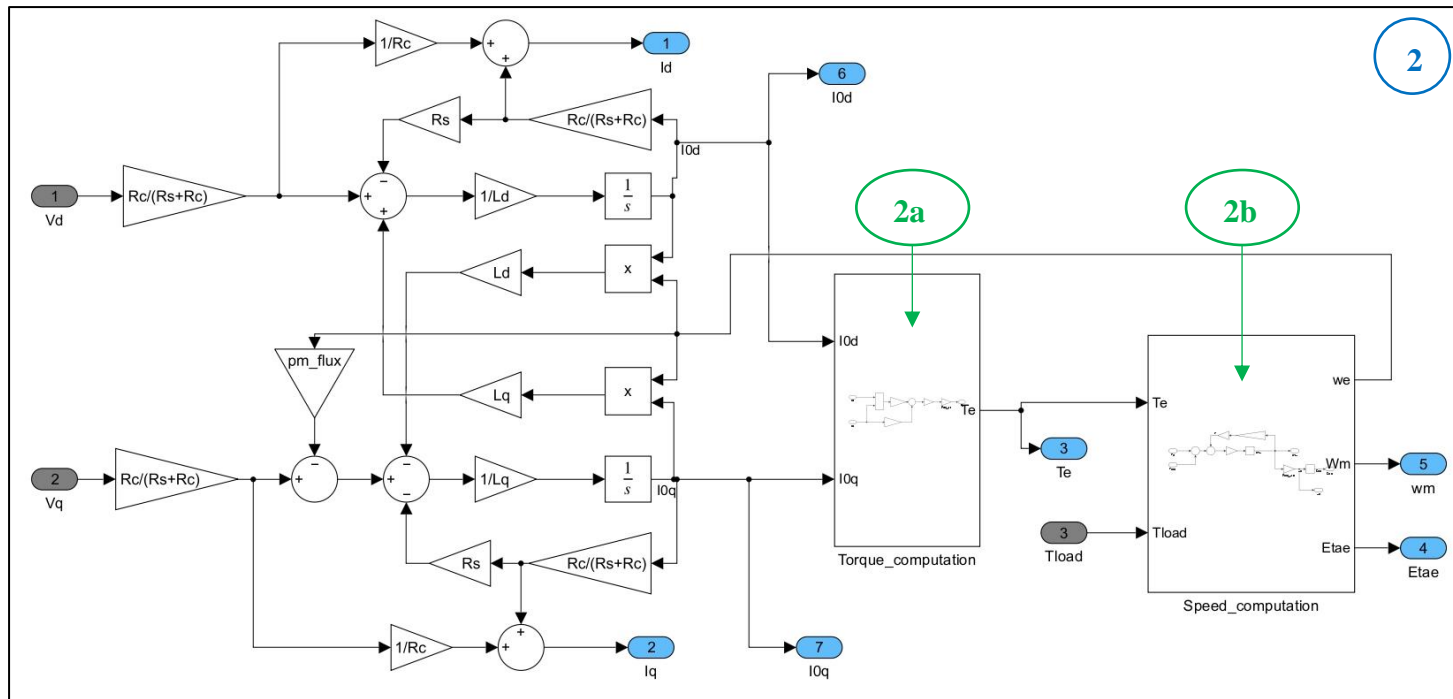 2
1/Rc
+
+
1
Id
6
I0d
Rs
Rc/(Rs+Rc)
I0d
1
Vd
Rc/(Rs+Rc)
−
+
+
1/Ld
1
s
2a
2b
Ld
x
pm_flux
Lq
x
I0d
I0q
Te
Torque_computation
Te
Tload
we
Wm
Etae
Speed_computation
3
Te
5
wm
3
Tload
4
Etae
2
Vq
Rc/(Rs+Rc)
−
+
−
+
−
1/Lq
1
s
I0q
Rs
Rc/(Rs+Rc)
1/Rc
+
+
2
Iq
7
I0q